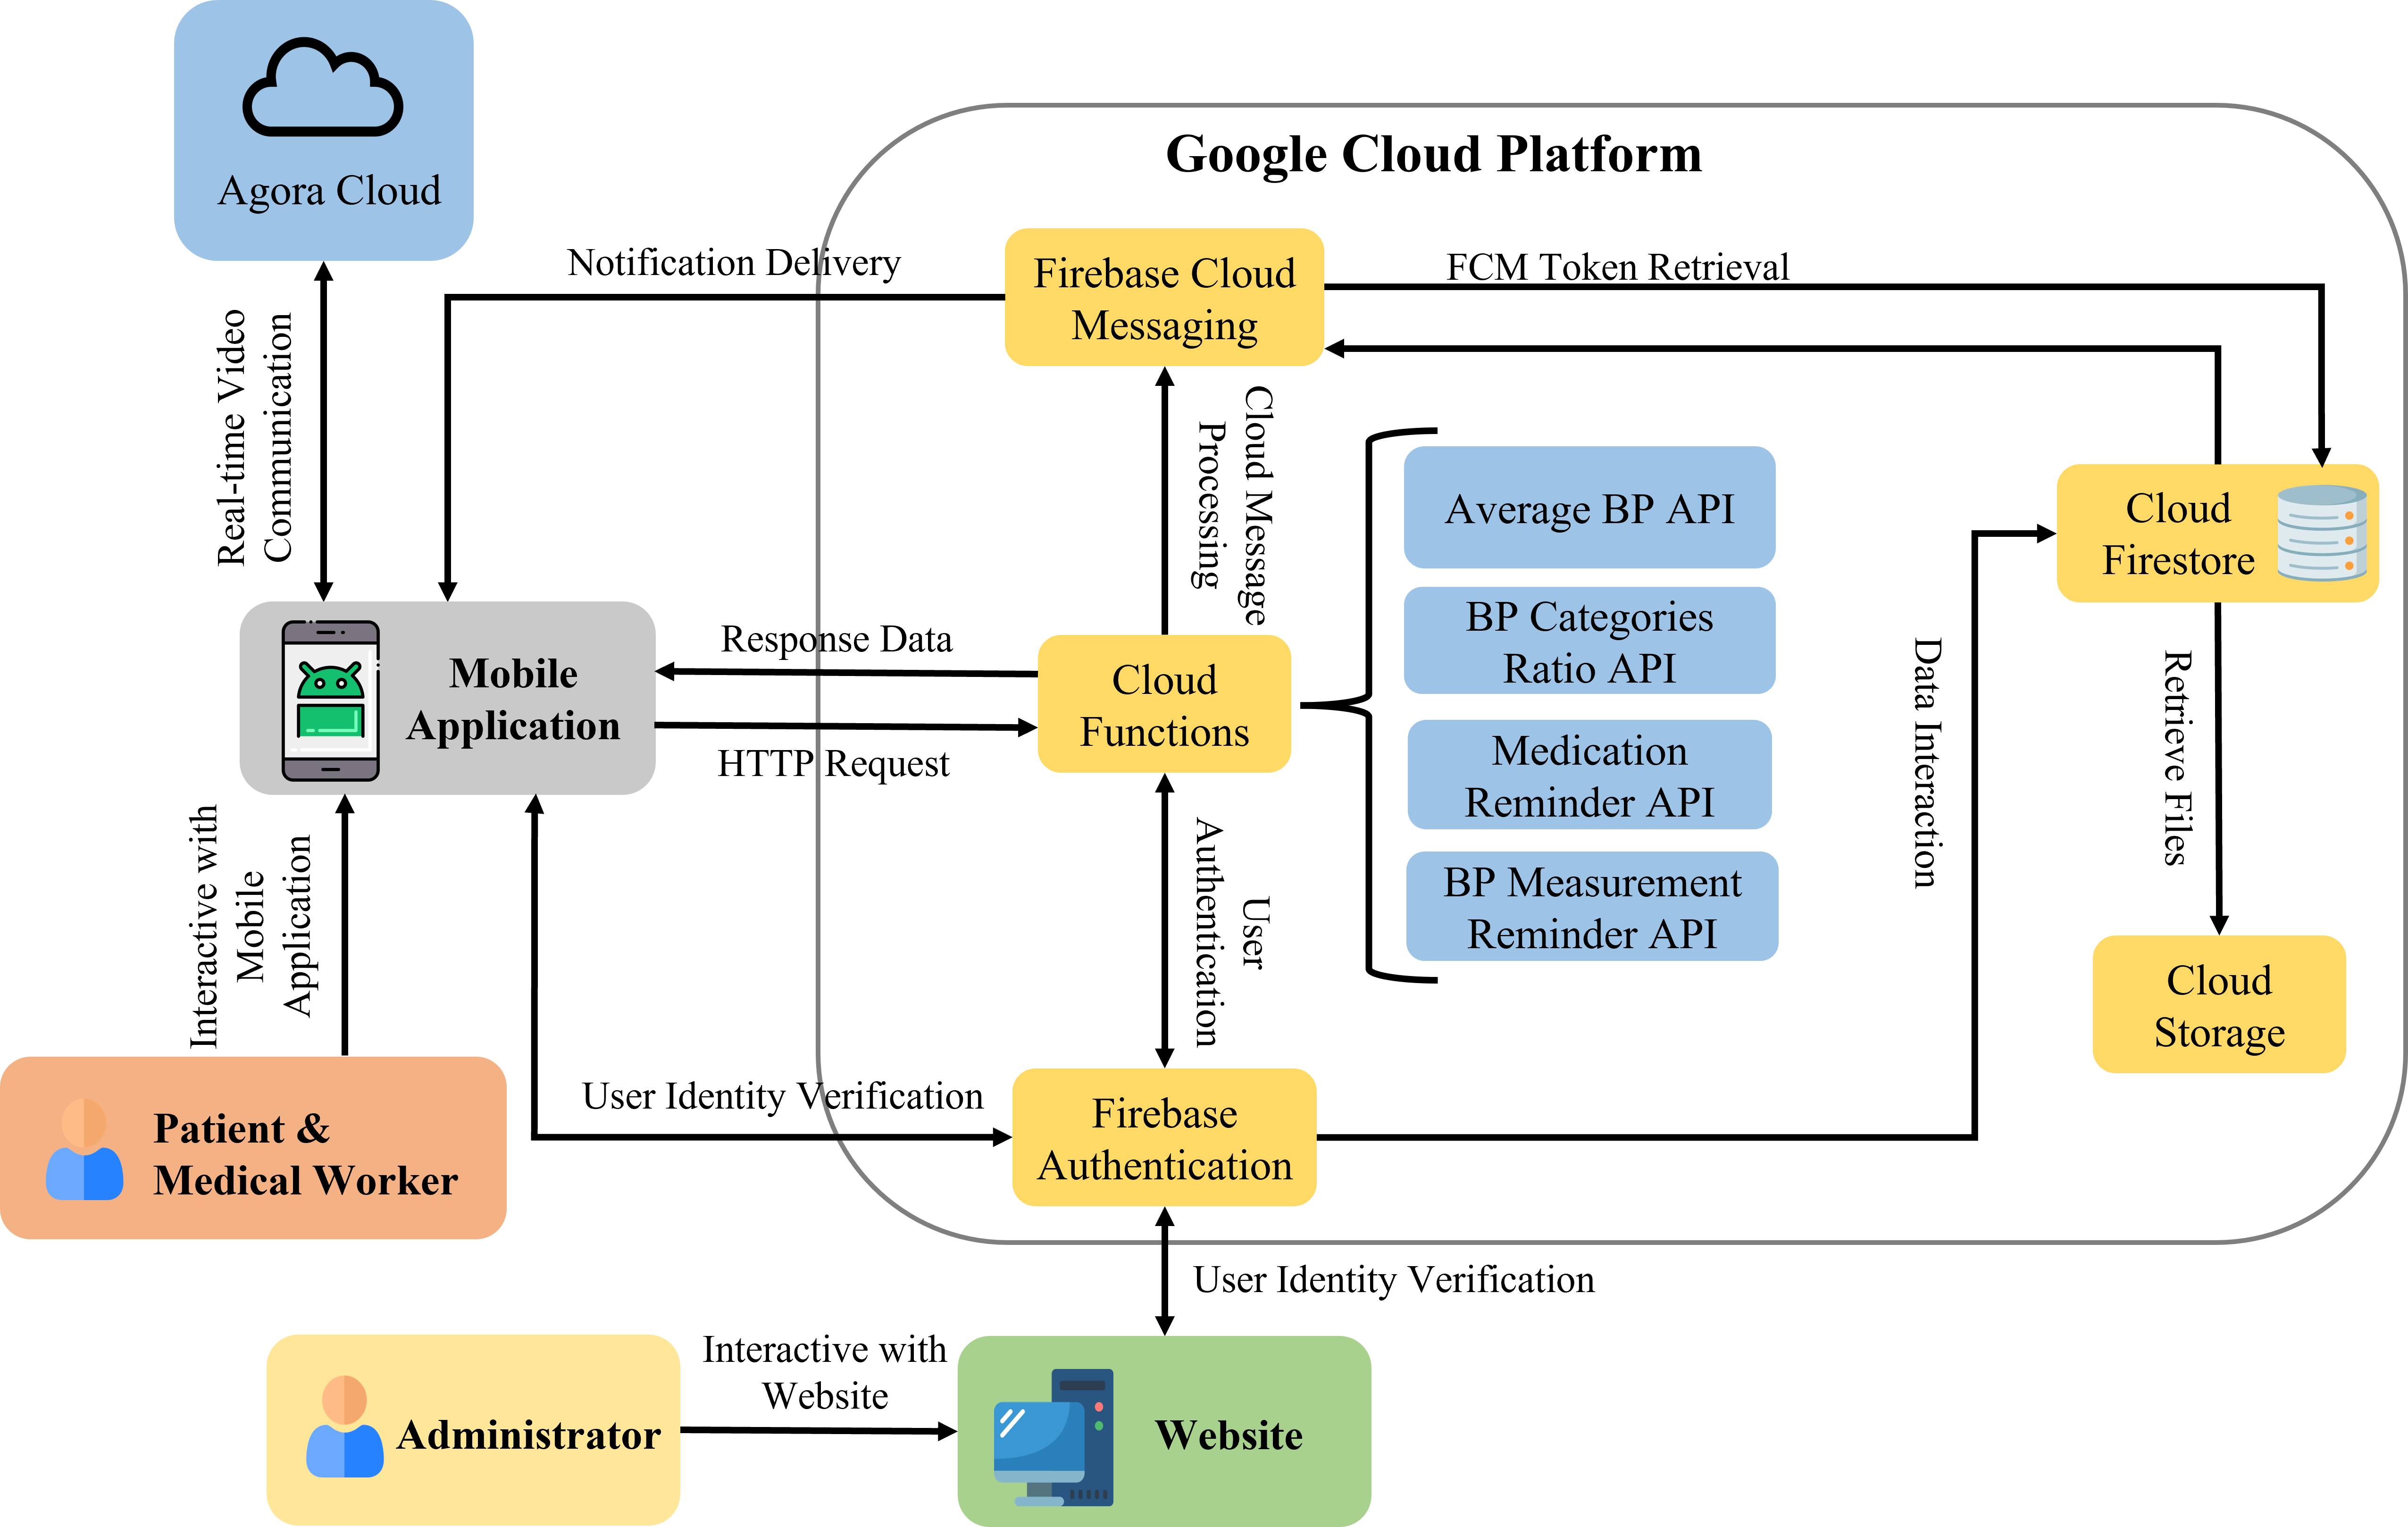 Agora Cloud
Google Cloud Platform
Notification Delivery
Firebase Cloud
Messaging
FCM Token Retrieval
Real-time Video
Communication
Cloud Message
Processing
Average BP API
BP Categories
Ratio API
Medication
Reminder API
BP Measurement
Reminder API
Cloud
Firestore
Mobile
Application
Response Data
HTTP Request
Cloud
Functions
Data Interaction
Retrieve Files
Interactive with
Mobile
Application
User
Authentication
Cloud
Storage
Patient &
Medical Worker
User Identity Verification
Firebase
Authentication
User Identity Verification
Administrator
Interactive with
Website
Website